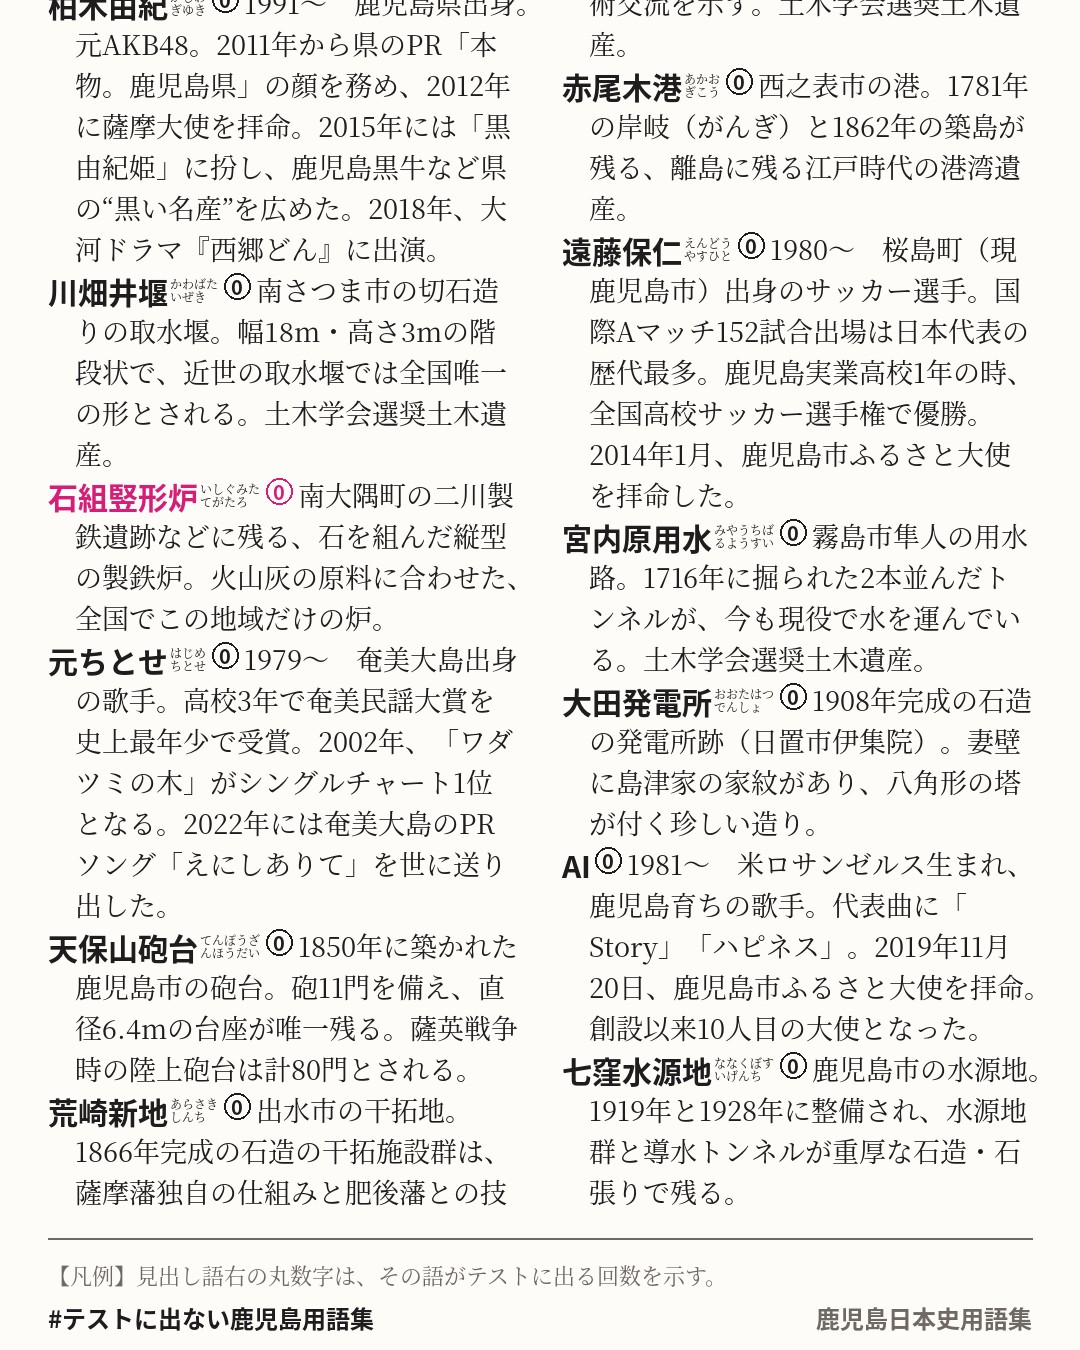 柏木由紀 ぎゆき ⓪ 1991〜　鹿児島県出身。
元AKB48。2011年から県のPR「本
物。鹿児島県」の顔を務め、2012年
に薩摩大使を拝命。2015年には「黒
由紀姫」に扮し、鹿児島黒牛など県
の“黒い名産”を広めた。2018年、大
河ドラマ『西郷どん』に出演。
川畑井堰 かわばた いぜき ⓪ 南さつま市の切石造
りの取水堰。幅18m・高さ3mの階
段状で、近世の取水堰では全国唯一
の形とされる。土木学会選奨土木遺
産。
石組竪形炉 いしぐみた てがたろ ⓪ 南大隅町の二川製
鉄遺跡などに残る、石を組んだ縦型
の製鉄炉。火山灰の原料に合わせた、
全国でこの地域だけの炉。
元ちとせ はじめ ちとせ ⓪ 1979〜　奄美大島出身
の歌手。高校3年で奄美民謡大賞を
史上最年少で受賞。2002年、「ワダ
ツミの木」がシングルチャート1位
となる。2022年には奄美大島のPR
ソング「えにしありて」を世に送り
出した。
天保山砲台 てんぽうざ んほうだい ⓪ 1850年に築かれた
鹿児島市の砲台。砲11門を備え、直
径6.4mの台座が唯一残る。薩英戦争
時の陸上砲台は計80門とされる。
荒崎新地 あらさき しんち ⓪ 出水市の干拓地。
1866年完成の石造の干拓施設群は、
薩摩藩独自の仕組みと肥後藩との技
術交流を示す。土木学会選奨土木遺
産。
赤尾木港 あかお ぎこう ⓪ 西之表市の港。1781年
の岸岐（がんぎ）と1862年の築島が
残る、離島に残る江戸時代の港湾遺
産。
遠藤保仁 えんどう やすひと ⓪ 1980〜　桜島町（現
鹿児島市）出身のサッカー選手。国
際Aマッチ152試合出場は日本代表の
歴代最多。鹿児島実業高校1年の時、
全国高校サッカー選手権で優勝。
2014年1月、鹿児島市ふるさと大使
を拝命した。
宮内原用水 みやうちば るようすい ⓪ 霧島市隼人の用水
路。1716年に掘られた2本並んだト
ンネルが、今も現役で水を運んでい
る。土木学会選奨土木遺産。
大田発電所 おおたはつ でんしょ ⓪ 1908年完成の石造
の発電所跡（日置市伊集院）。妻壁
に島津家の家紋があり、八角形の塔
が付く珍しい造り。
AI ⓪ 1981〜　米ロサンゼルス生まれ、
鹿児島育ちの歌手。代表曲に「
Story」「ハピネス」。2019年11月
20日、鹿児島市ふるさと大使を拝命。
創設以来10人目の大使となった。
七窪水源地 ななくぼす いげんち ⓪ 鹿児島市の水源地。
1919年と1928年に整備され、水源地
群と導水トンネルが重厚な石造・石
張りで残る。
【凡例】見出し語右の丸数字は、その語がテストに出る回数を示す。
#テストに出ない鹿児島用語集
鹿児島日本史用語集